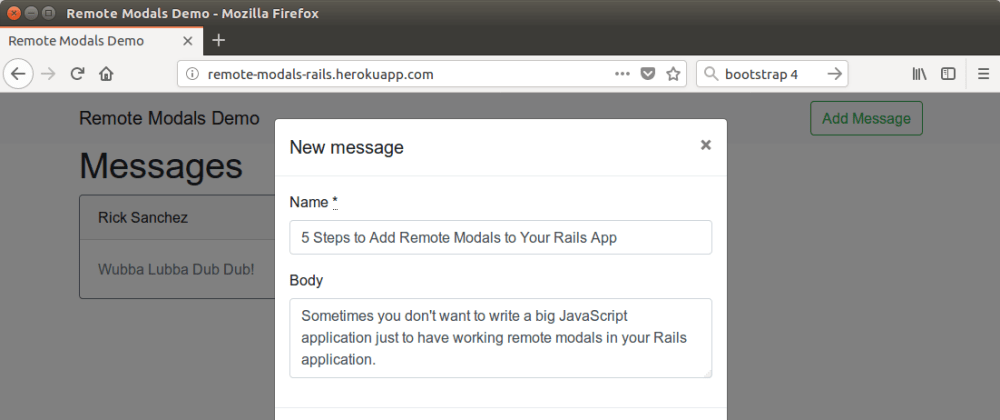 Remote Modals Demo - Mozilla Firefox
Remote Modals Demo
remote-modals-rails.herokuapp.com
bootstrap 4
Remote Modals Demo
Add Message
Messages
Rick Sanchez
Wubba Lubba Dub Dub!
New message
Name *
5 Steps to Add Remote Modals to Your Rails App
Body
Sometimes you don't want to write a big JavaScript
application just to have working remote modals in your Rails
application.